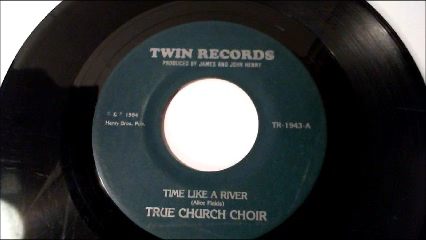 TWIN RECORDS
PRODUCED BY JAMES AND JOHN HENRY
© ℗ 1984
Henry Bros. Pub.
TR-1943-A
TIME LIKE A RIVER
(Alice Fields)
TRUE CHURCH CHOIR